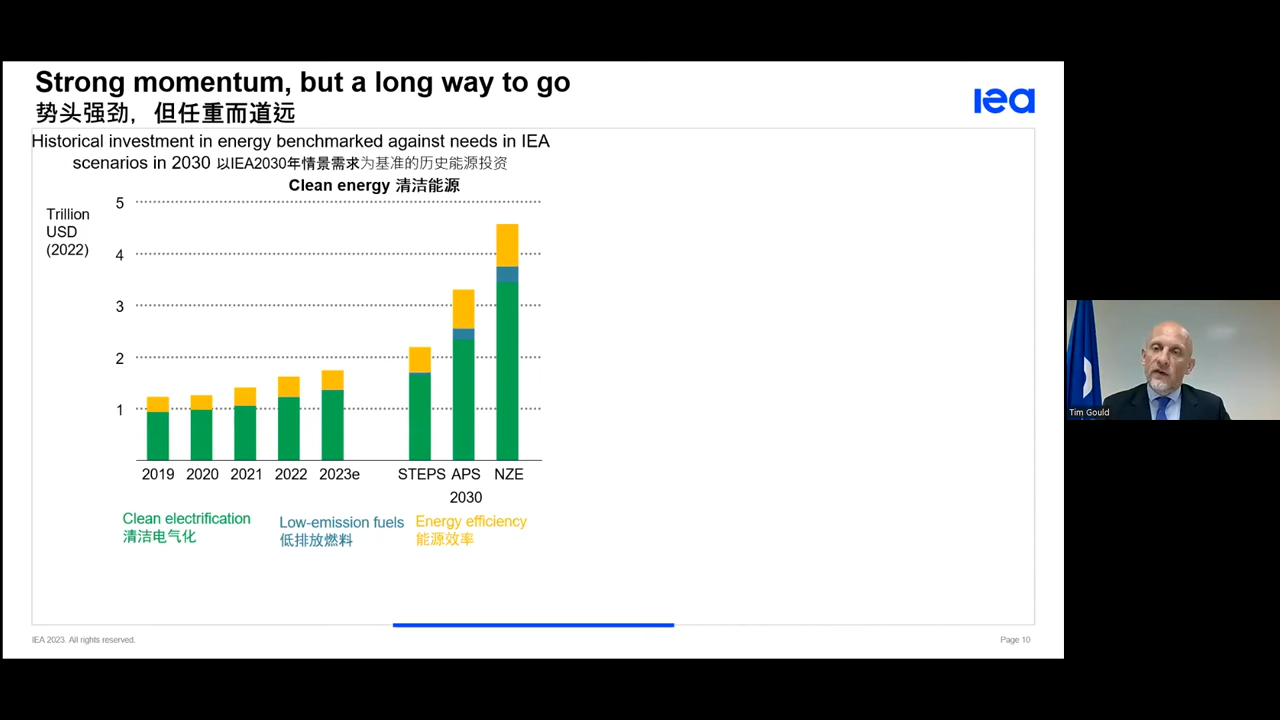 Strong momentum, but a long way to go
势头强劲，但任重而道远
iea
Historical investment in energy benchmarked against needs in IEA
scenarios in 2030 以IEA2030年情景需求为基准的历史能源投资
Clean energy 清洁能源
Trillion
USD
(2022)
5
4
3
2
1
2019 2020 2021 2022 2023e STEPS APS NZE
2030
Clean electrification
清洁电气化
Low-emission fuels
低排放燃料
Energy efficiency
能源效率
IEA 2023. All rights reserved.
Page 10
Tim Gould